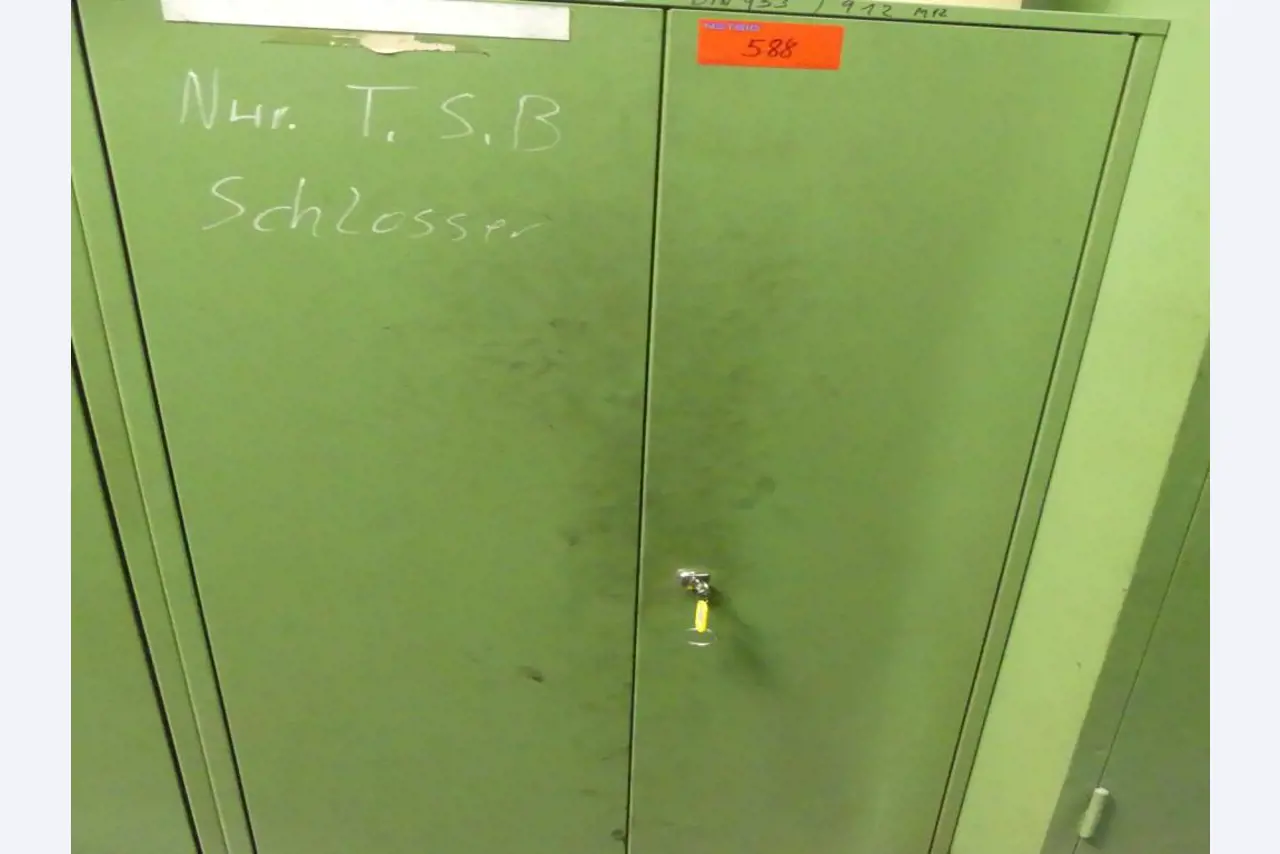 588
Nur. T. S. B
Schlosser